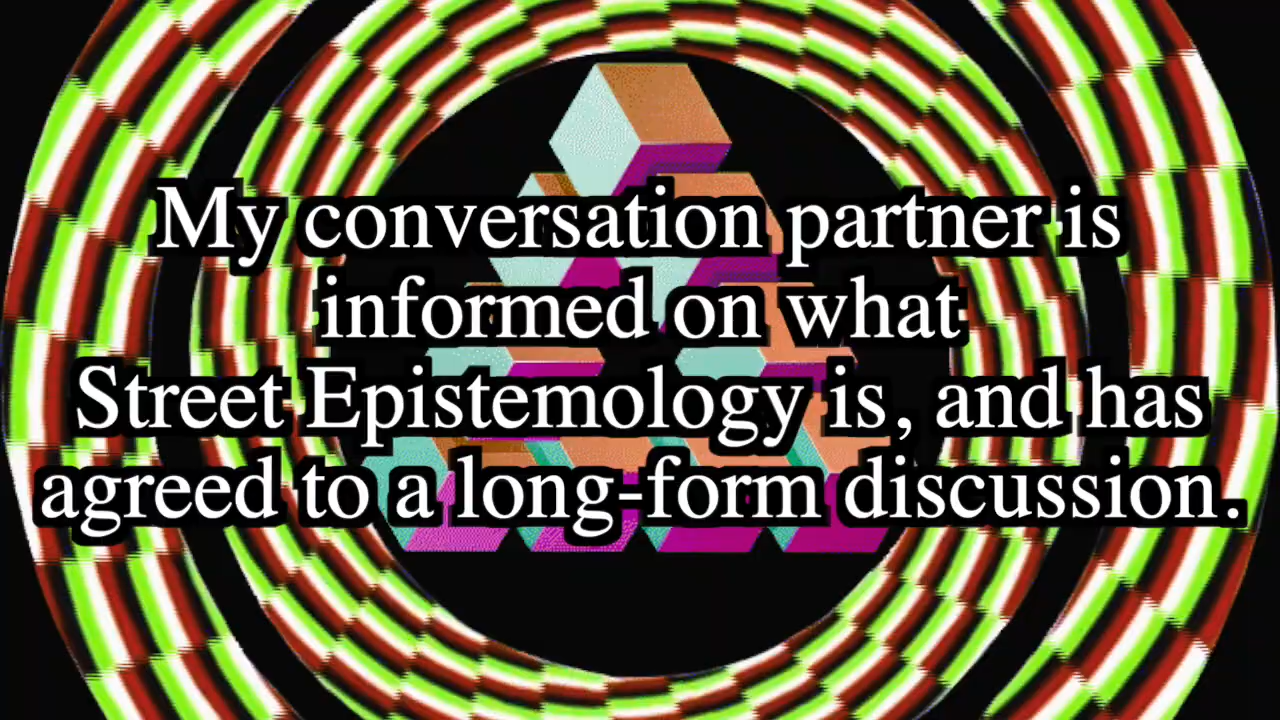 My conversation partner is
informed on what
Street Epistemology is, and has
agreed to a long-form discussion.